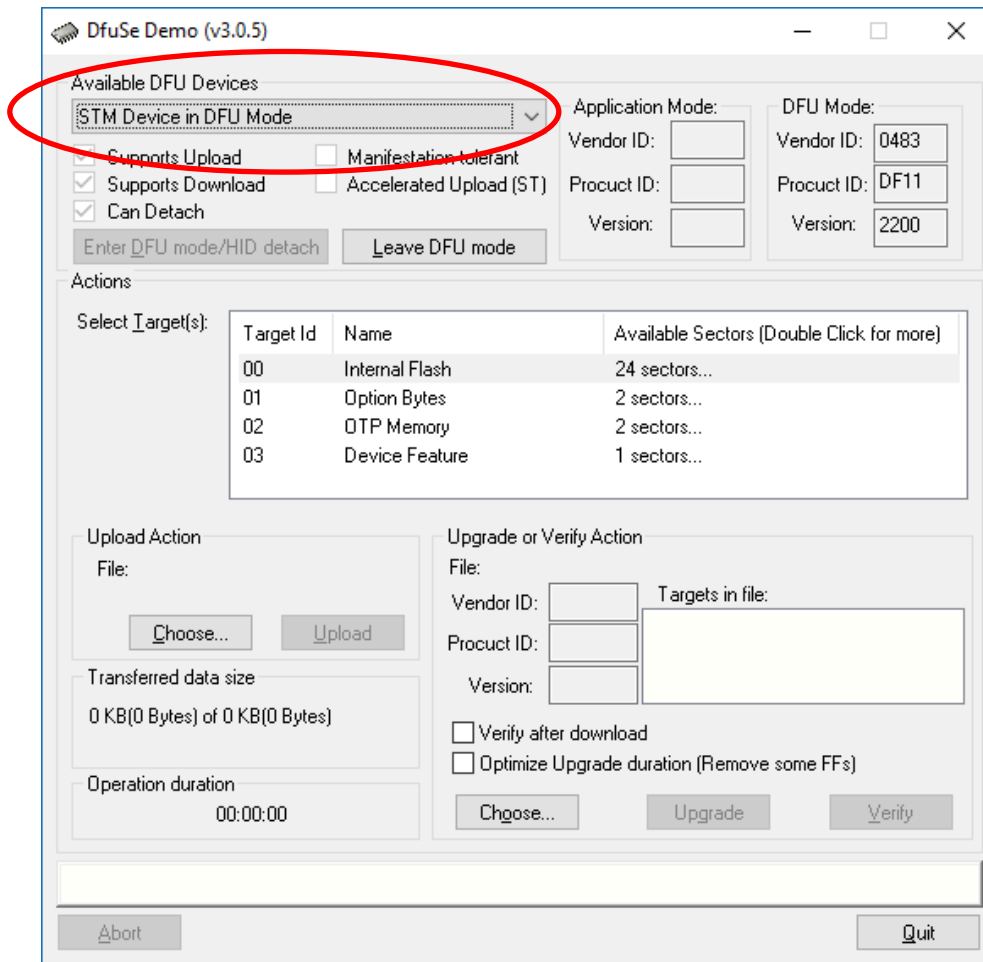 DfuSe Demo (v3.0.5)
Available DFU Devices
STM Device in DFU Mode
Supports Upload
Manifestation tolerant
Supports Download
Accelerated Upload (ST)
Can Detach
Enter DFU mode/HID detach
Leave DFU mode
Application Mode:
Vendor ID:
Procuct ID:
Version:
DFU Mode:
Vendor ID: 0483
Procuct ID: DF11
Version: 2200
Actions
Select Target(s):
Target Id Name Available Sectors (Double Click for more)
00 Internal Flash 24 sectors...
01 Option Bytes 2 sectors...
02 OTP Memory 2 sectors...
03 Device Feature 1 sectors...
Upload Action
File:
Choose...
Upload
Transferred data size
0 KB(0 Bytes) of 0 KB(0 Bytes)
Operation duration
00:00:00
Upgrade or Verify Action
File:
Vendor ID:
Procuct ID:
Version:
Targets in file:
Verify after download
Optimize Upgrade duration (Remove some FFs)
Choose...
Upgrade
Verify
Abort
Quit